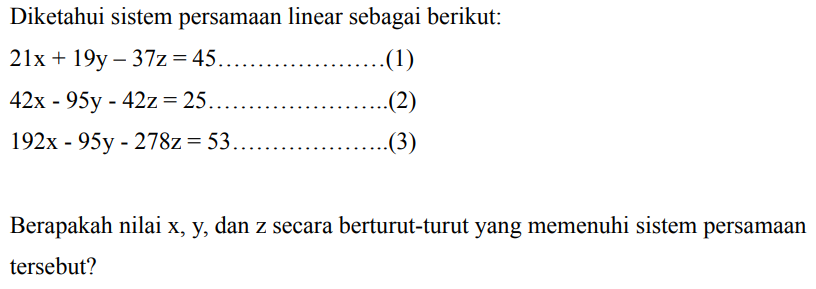 Diketahui sistem persamaan linear sebagai berikut:
21x + 19y – 37z = 45…………………(1)
42x - 95y - 42z = 25…………………..(2)
192x - 95y - 278z = 53………………..(3)
Berapakah nilai x, y, dan z secara berturut-turut yang memenuhi sistem persamaan
tersebut?